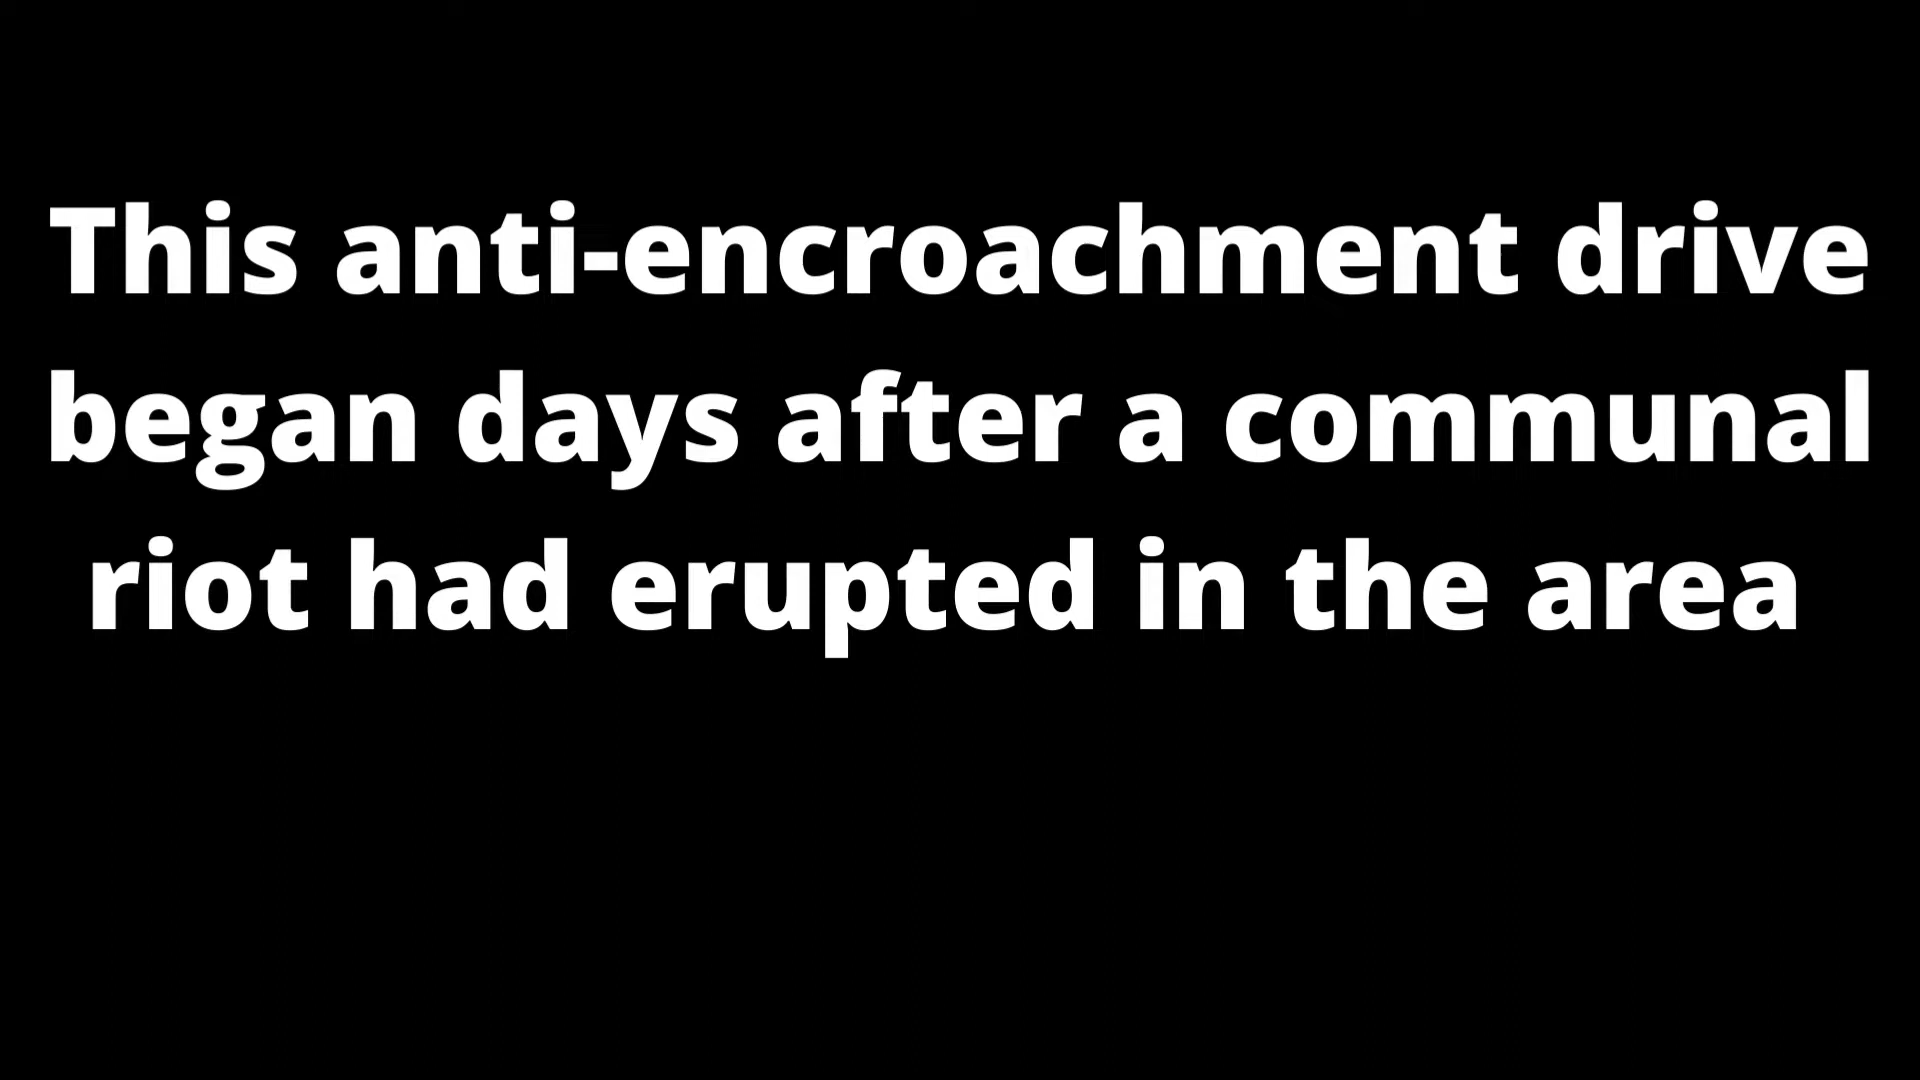 This anti-encroachment drive
began days after a communal
riot had erupted in the area